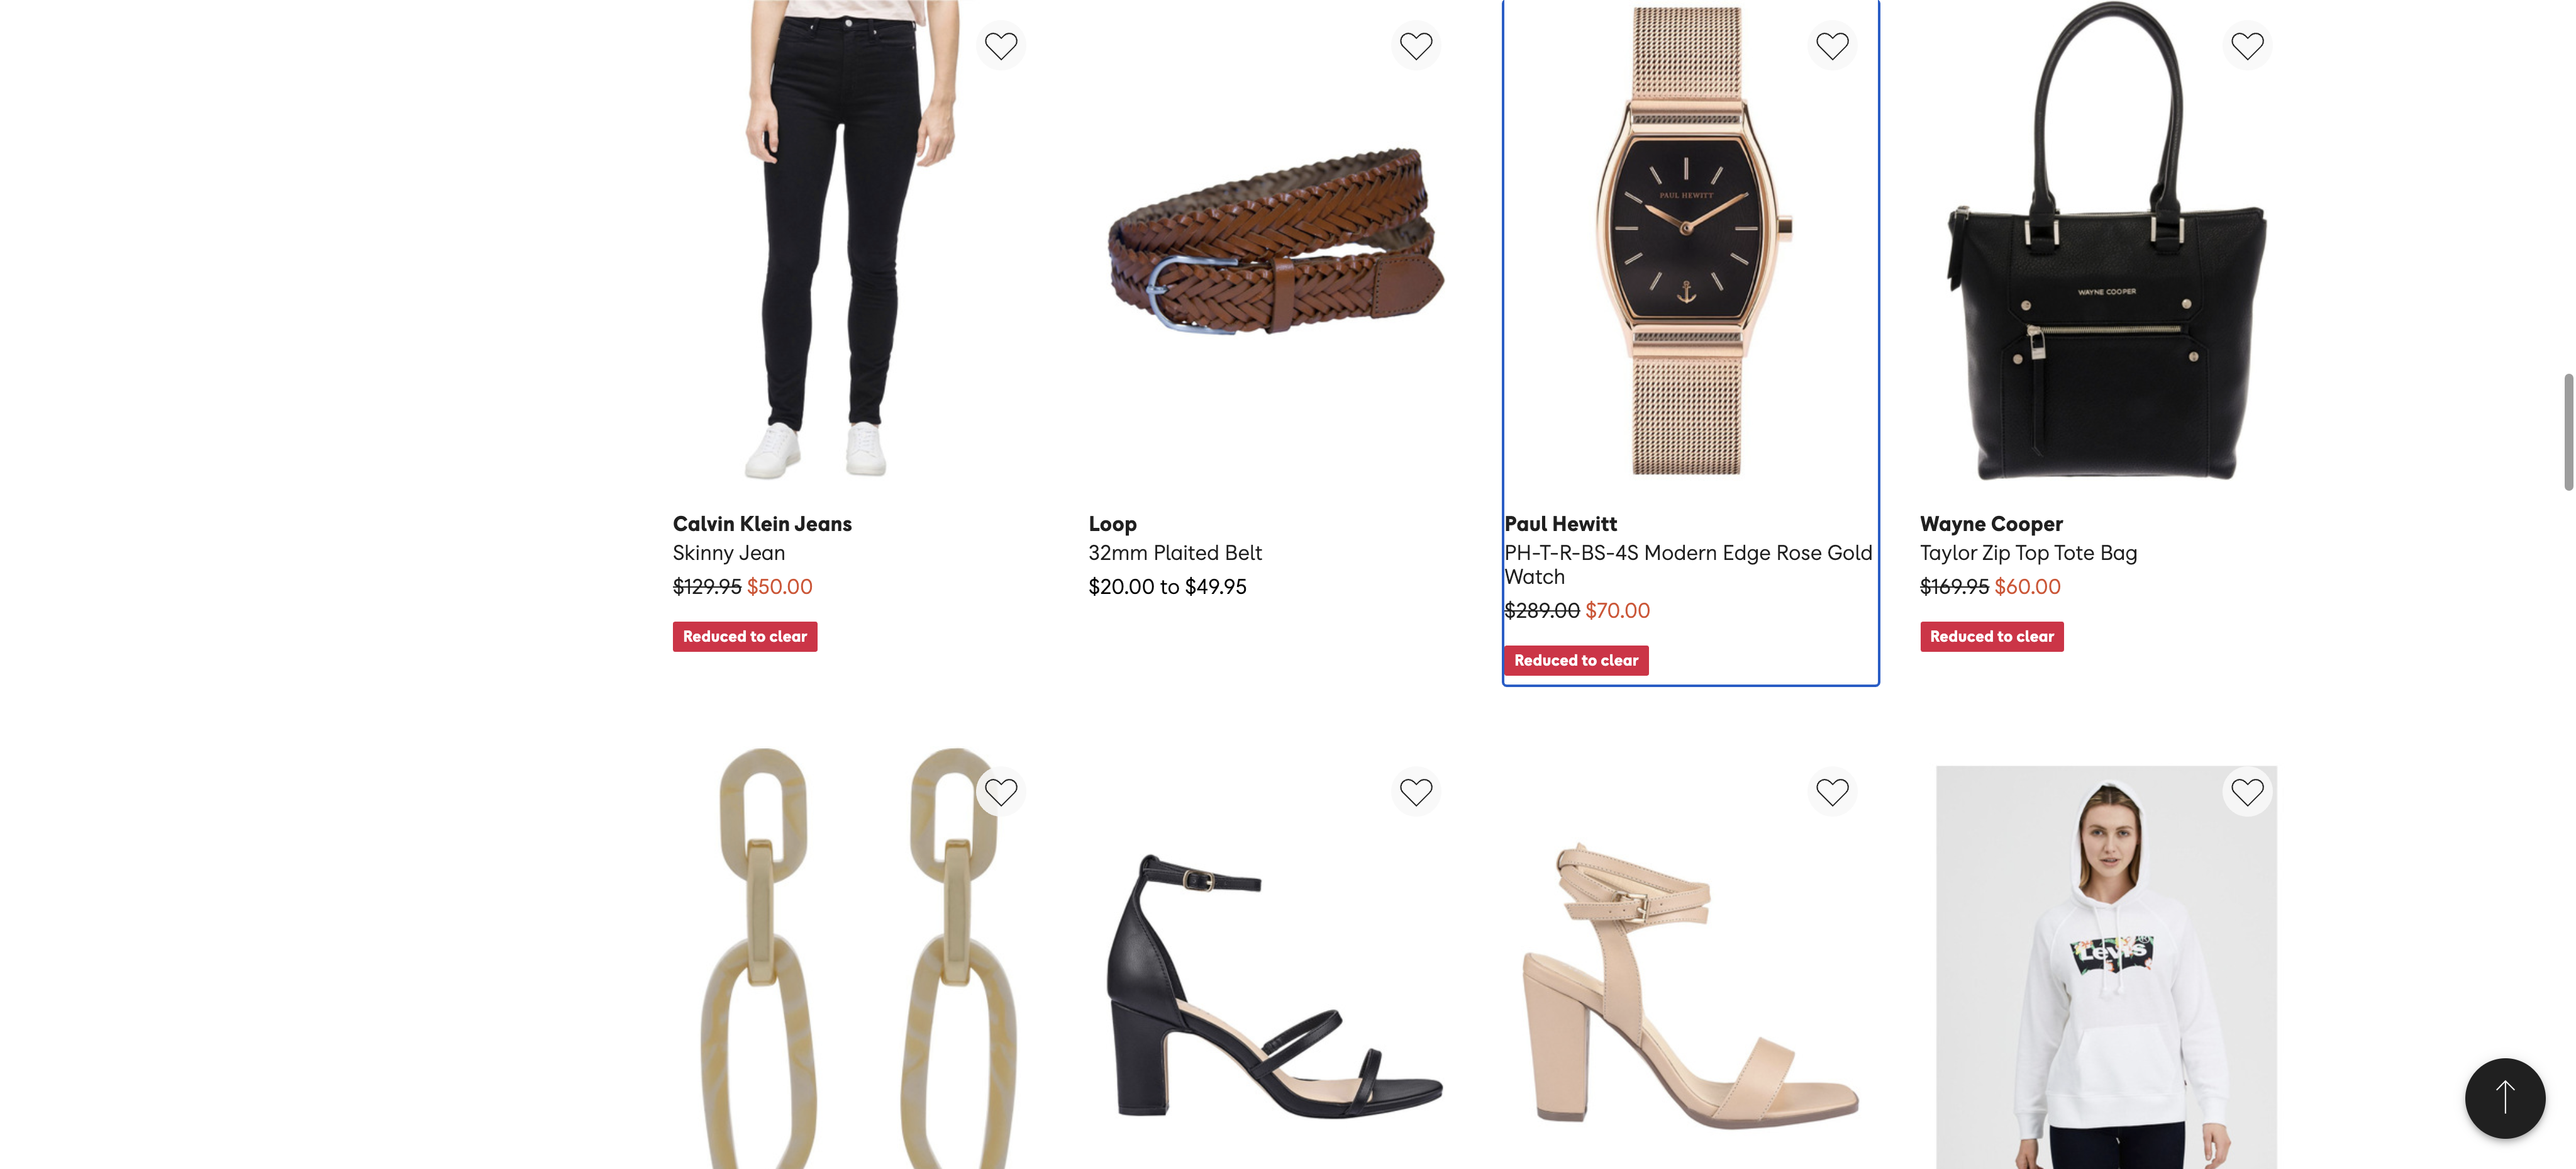 PAUL HEWITT
WAYNE COOPER
Calvin Klein Jeans
Skinny Jean
$129.95 $50.00
Reduced to clear
Loop
32mm Plaited Belt
$20.00 to $49.95
Paul Hewitt
PH-T-R-BS-4S Modern Edge Rose Gold
Watch
$289.00 $70.00
Reduced to clear
Wayne Cooper
Taylor Zip Top Tote Bag
$169.95 $60.00
Reduced to clear
Levi's